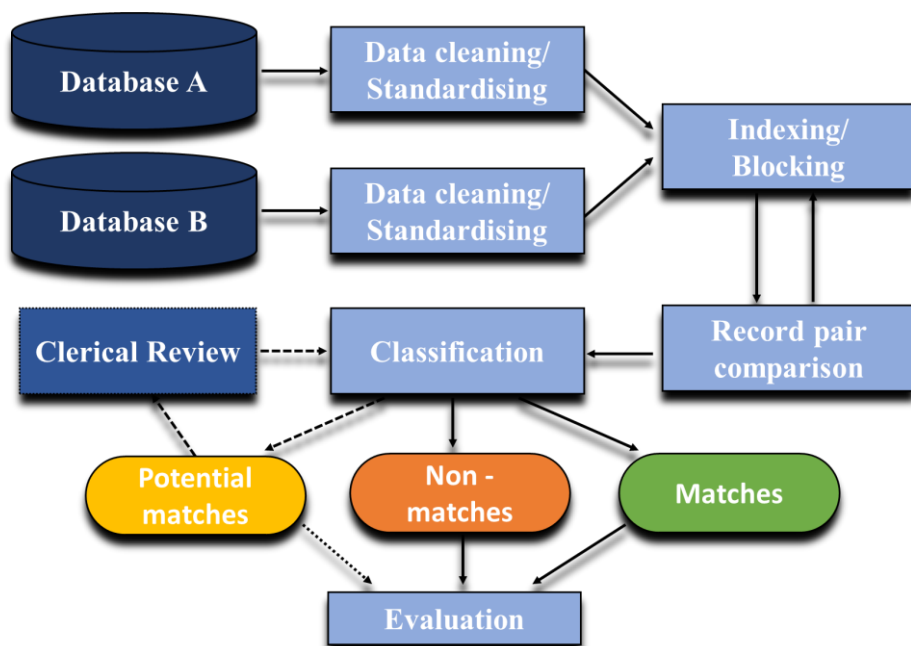 Database A
Data cleaning/
Standardising
Indexing/
Blocking
Database B
Data cleaning/
Standardising
Clerical Review
Classification
Record pair
comparison
Potential
matches
Non -
matches
Matches
Evaluation